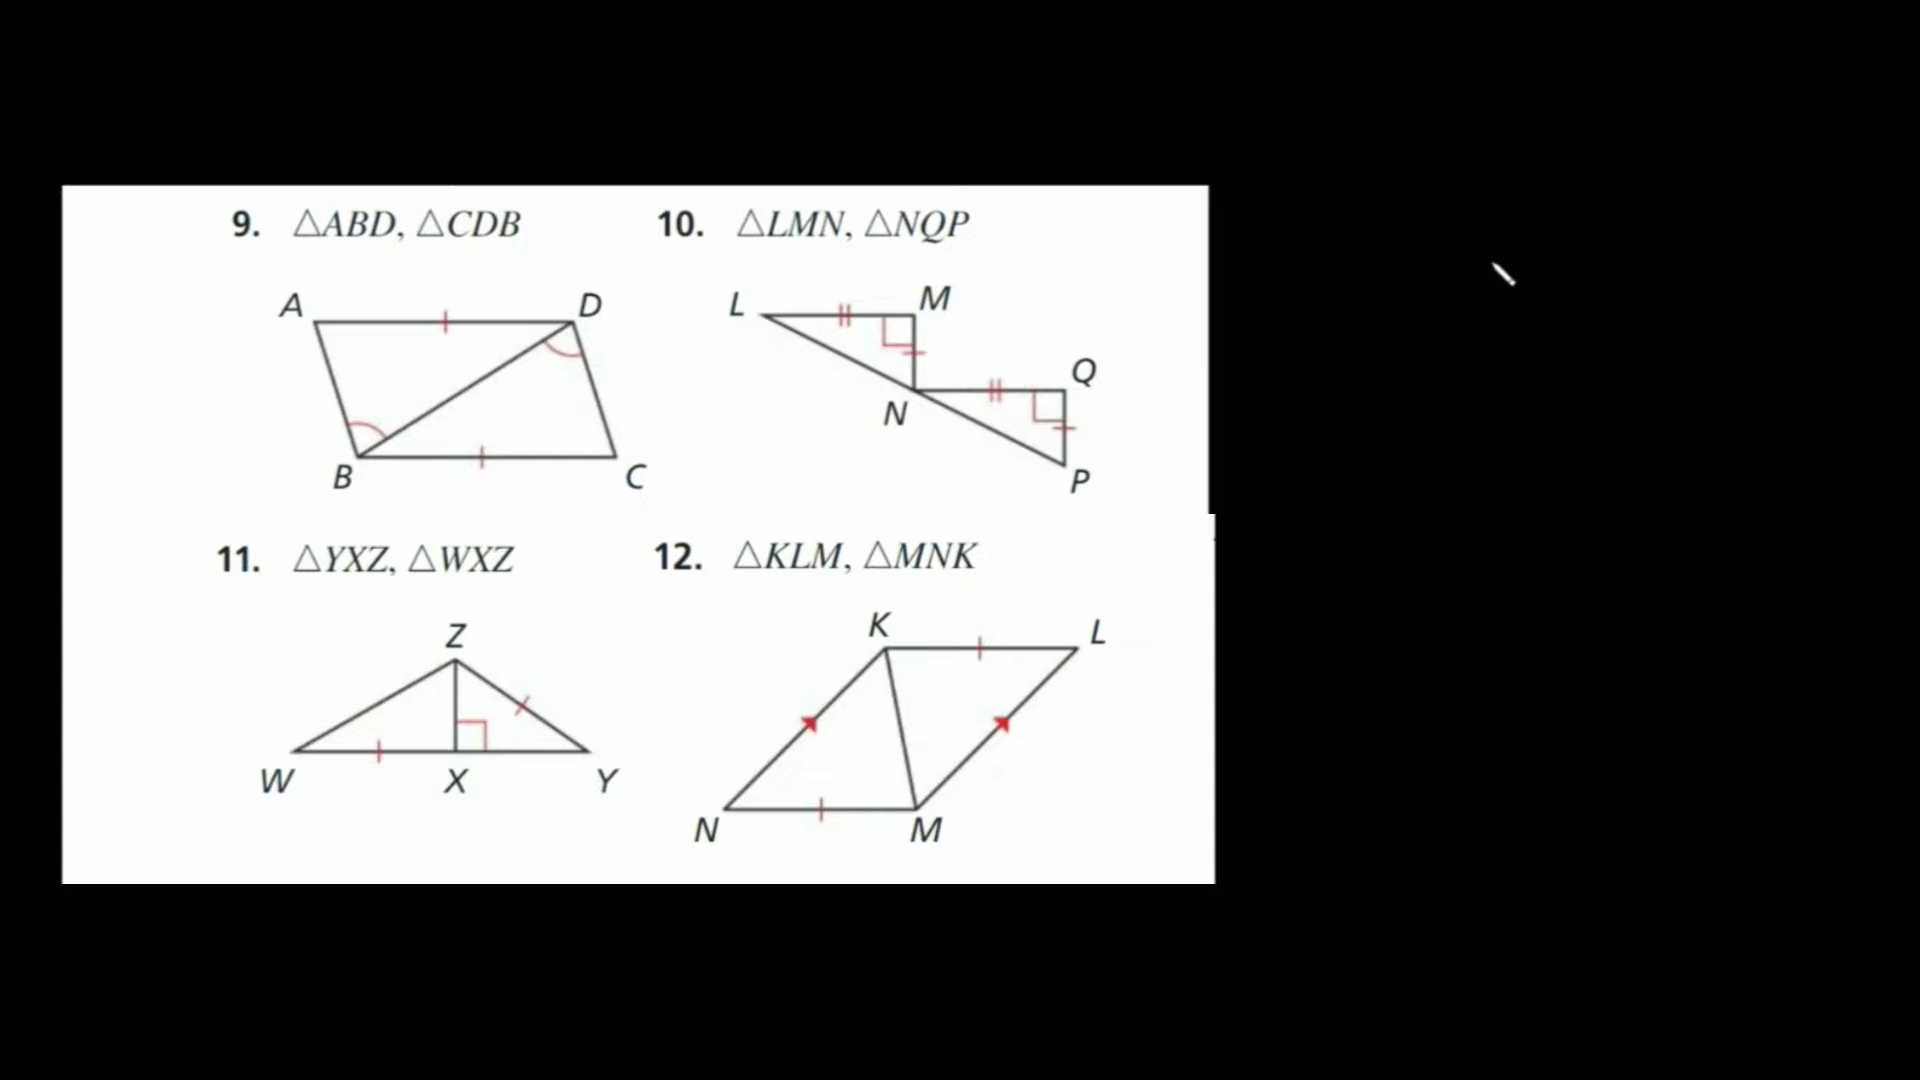 9. △ABD, △CDB
10. △LMN, △NQP
A
D
B
C
L
M
Q
N
P
11. △YXZ, △WXZ
12. △KLM, △MNK
Z
W
X
Y
K
L
N
M